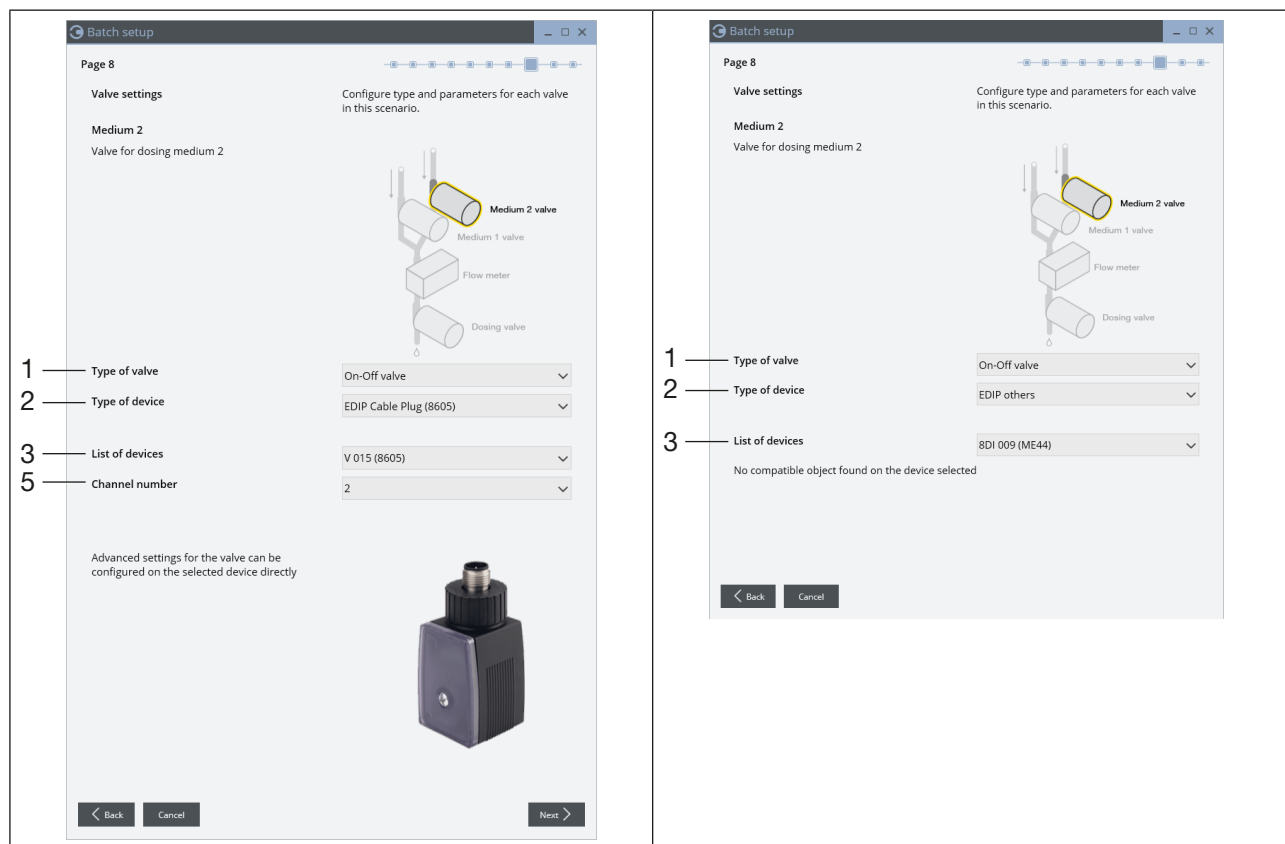 Batch setup
Page 8
Valve settings
Configure type and parameters for each valve
in this scenario.
Medium 2
Valve for dosing medium 2
Medium 2 valve
Medium 1 valve
Flow meter
Dosing valve
1 Type of valve On-Off valve
2 Type of device EDIP Cable Plug (8605)
3 List of devices V 015 (8605)
5 Channel number 2
Advanced settings for the valve can be
configured on the selected device directly
Back Cancel Next
Batch setup
Page 8
Valve settings
Configure type and parameters for each valve
in this scenario.
Medium 2
Valve for dosing medium 2
Medium 2 valve
Medium 1 valve
Flow meter
Dosing valve
1 Type of valve On-Off valve
2 Type of device EDIP others
3 List of devices 8DI 009 (ME44)
No compatible object found on the device selected
Back Cancel